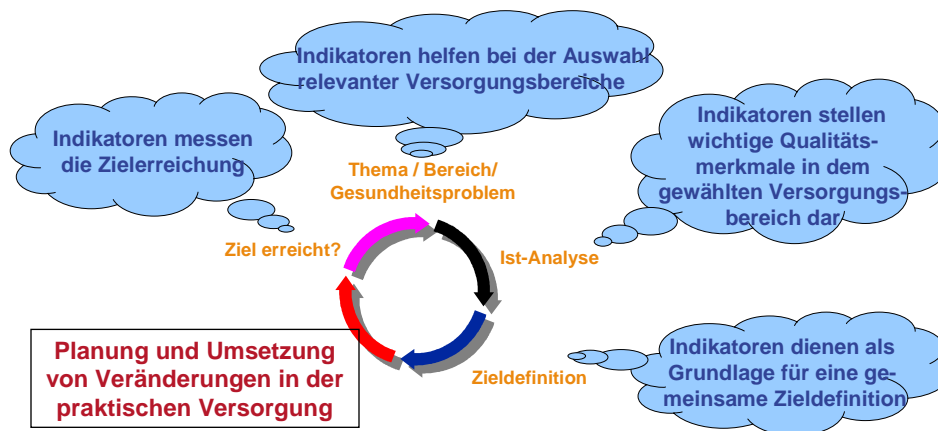 Indikatoren helfen bei der Auswahl
relevanter Versorgungsbereiche
Indikatoren messen
die Zielerreichung
Indikatoren stellen
wichtige Qualitäts-
merkmale in dem
gewählten Versorgungs-
bereich dar
Thema / Bereich/
Gesundheitsproblem
Ziel erreicht?
Ist-Analyse
Planung und Umsetzung
von Veränderungen in der
praktischen Versorgung
Zieldefinition
Indikatoren dienen als
Grundlage für eine ge-
meinsame Zieldefinition